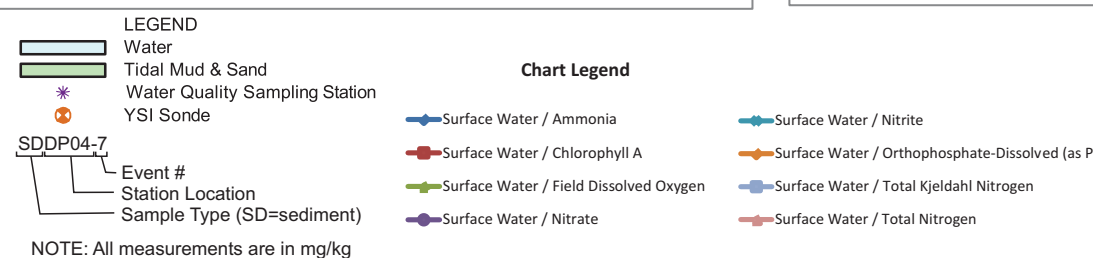 LEGEND
Water
Tidal Mud & Sand
Water Quality Sampling Station
YSI Sonde
SDDP04-7
Event #
Station Location
Sample Type (SD=sediment)
NOTE: All measurements are in mg/kg
Chart Legend
Surface Water / Ammonia
Surface Water / Chlorophyll A
Surface Water / Field Dissolved Oxygen
Surface Water / Nitrate
Surface Water / Nitrite
Surface Water / Orthophosphate-Dissolved (as P
Surface Water / Total Kjeldahl Nitrogen
Surface Water / Total Nitrogen